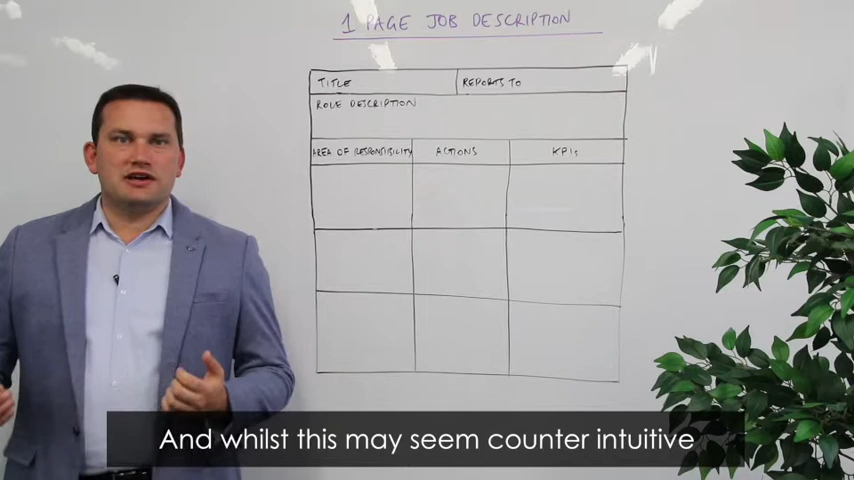 1 PAGE JOB DESCRIPTION
TITLE REPORTS TO
ROLE DESCRIPTION
AREA OF RESPONSIBILITY ACTIONS KPIs
And whilst this may seem counter intuitive